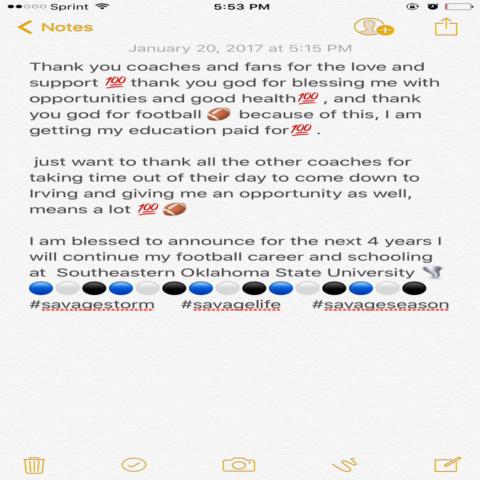 Sprint 5:53 PM
Notes
January 20, 2017 at 5:15 PM
Thank you coaches and fans for the love and
support 💯 thank you god for blessing me with
opportunities and good health💯 , and thank
you god for football 🏈 because of this, I am
getting my education paid for💯 .
just want to thank all the other coaches for
taking time out of their day to come down to
Irving and giving me an opportunity as well,
means a lot 💯 🏈
I am blessed to announce for the next 4 years I
will continue my football career and schooling
at Southeastern Oklahoma State University 🌪
🔵⚪⚫🔵⚪⚫🔵⚪⚫🔵⚪⚫🔵⚪⚫
#savagestorm #savagelife #savageseason